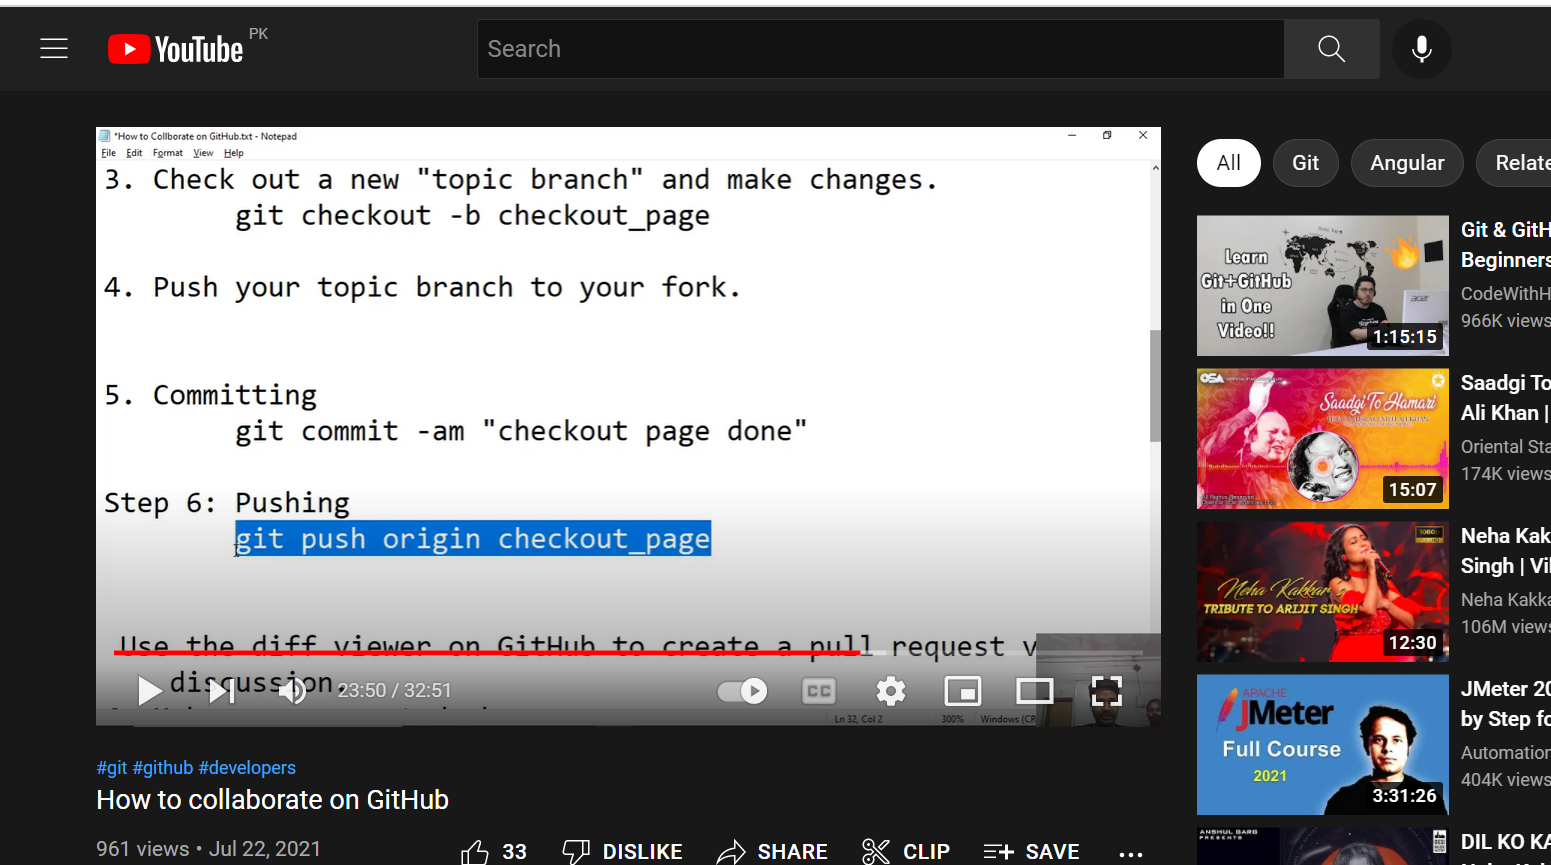 YouTube PK
Search
*How to Collborate on GitHub.txt - Notepad
File Edit Format View Help
3. Check out a new "topic branch" and make changes.
git checkout -b checkout_page
4. Push your topic branch to your fork.
5. Committing
git commit -am "checkout page done"
Step 6: Pushing
git push origin checkout_page
Use the diff viewer on GitHub to create a pull request v
discussion.
23:50 / 32:51
CC
Ln 32, Col 2 300% Windows (CR
#git #github #developers
How to collaborate on GitHub
961 views • Jul 22, 2021
33 DISLIKE SHARE CLIP SAVE
All Git Angular Relate
Learn
Git+GitHub
in One
Video!!
acer
1:15:15
Git & GitH
Beginners
CodeWithH
966K views
OSA
Saadgi To Hamari
15:07
Saadgi To
Ali Khan |
Oriental Sta
174K views
1080p
HD
Neha Kakkar's
TRIBUTE TO ARIJIT SINGH
12:30
Neha Kak
Singh | Vi
Neha Kakka
106M views
APACHE
JMeter
Full Course
2021
3:31:26
JMeter 20
by Step fo
Automation
404K views
ANSHUL GARG
PRESENTS
DIL KO KA